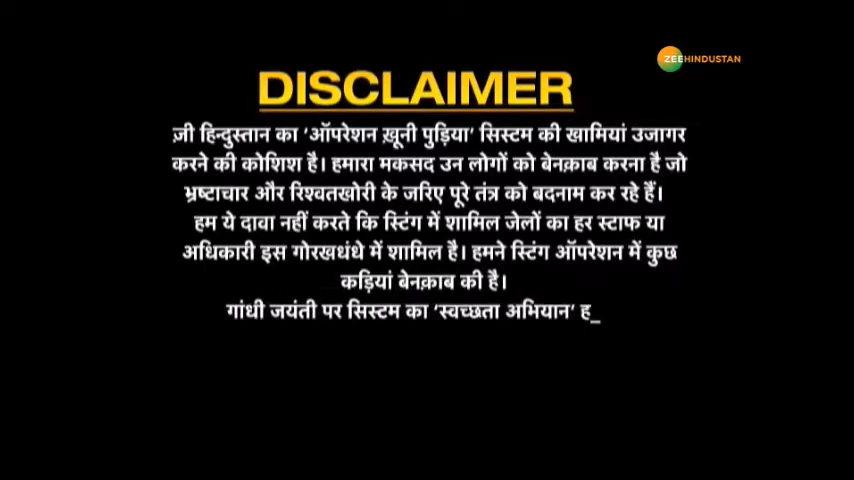 ZEEHINDUSTAN
DISCLAIMER
ज़ी हिन्दुस्तान का ‘ऑपरेशन ख़ूनी पुड़िया’ सिस्टम की खामियां उजागर
करने की कोशिश है। हमारा मकसद उन लोगों को बेनक़ाब करना है जो
भ्रष्टाचार और रिश्वतखोरी के जरिए पूरे तंत्र को बदनाम कर रहे हैं।
हम ये दावा नहीं करते कि स्टिंग में शामिल जेलों का हर स्टाफ या
अधिकारी इस गोरखधंधे में शामिल है। हमने स्टिंग ऑपरेशन में कुछ
कड़ियां बेनक़ाब की है।
गांधी जयंती पर सिस्टम का ‘स्वच्छता अभियान’ ह_